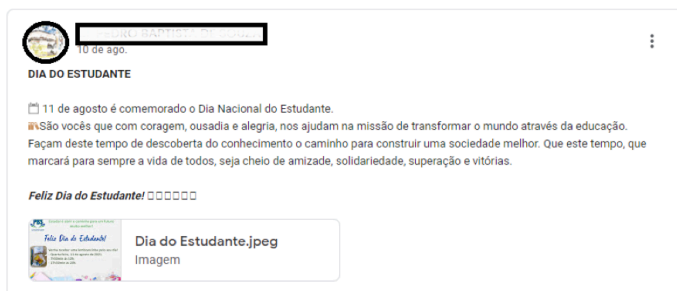 10 de ago.
DIA DO ESTUDANTE
11 de agosto é comemorado o Dia Nacional do Estudante.
São vocês que com coragem, ousadia e alegria, nos ajudam na missão de transformar o mundo através da educação.
Façam deste tempo de descoberta do conhecimento o caminho para construir uma sociedade melhor. Que este tempo, que
marcará para sempre a vida de todos, seja cheio de amizade, solidariedade, superação e vitórias.
Feliz Dia do Estudante!
Feliz Dia do Estudante!
Dia do Estudante.jpeg
Imagem